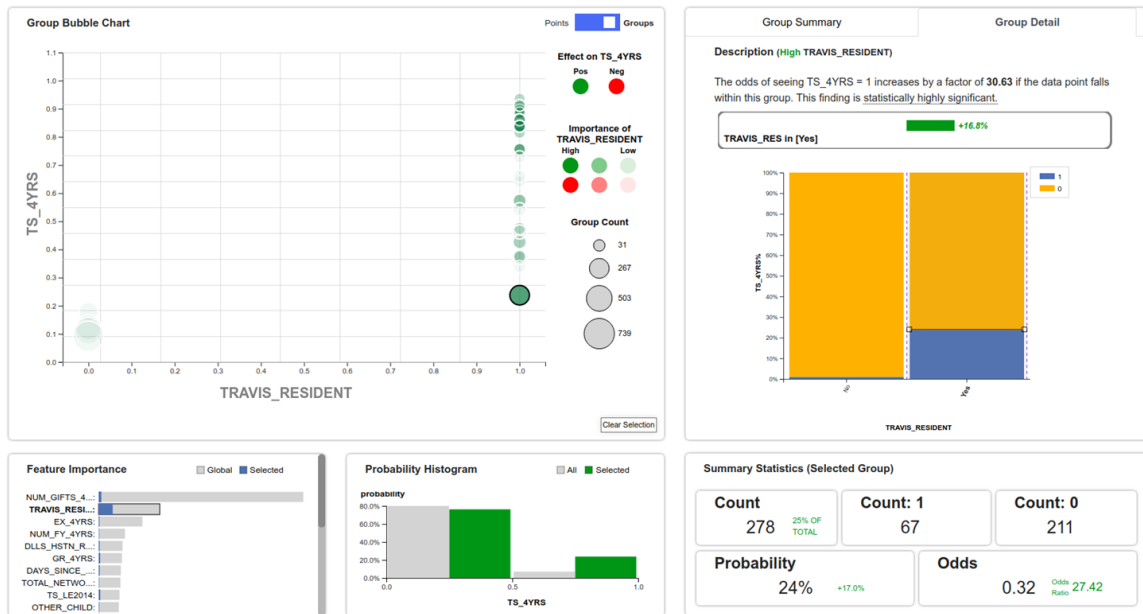 Group Bubble Chart
Points Groups
1.1
1.0
0.9
0.8
0.7
0.6
0.5
0.4
0.3
0.2
0.1
0.0
TS_4YRS
0.0 0.1 0.2 0.3 0.4 0.5 0.6 0.7 0.8 0.9 1.0
TRAVIS_RESIDENT
Effect on TS_4YRS
Pos Neg
Importance of
TRAVIS_RESIDENT
High Low
Group Count
31
267
503
739
Clear Selection
Group Summary Group Detail
Description (High TRAVIS_RESIDENT)
The odds of seeing TS_4YRS = 1 increases by a factor of 30.63 if the data point falls
within this group. This finding is statistically highly significant.
+16.8%
TRAVIS_RES in [Yes]
100%
90%
80%
70%
60%
50%
40%
30%
20%
10%
0%
TS_4YRS%
No Yes
TRAVIS_RESIDENT
1
0
Feature Importance Global Selected
NUM_GIFTS_4...:
TRAVIS_RESI...:
EX_4YRS:
NUM_FY_4YRS:
DLLS_HSTN_R...:
GR_4YRS:
DAYS_SINCE_...:
TOTAL_NETWO...:
TS_LE2014:
OTHER_CHILD:
Probability Histogram All Selected
probability
80.0%
60.0%
40.0%
20.0%
0.0%
0.0 0.5 1.0
TS_4YRS
Summary Statistics (Selected Group)
Count
278 25% OF
TOTAL
Count: 1
67
Count: 0
211
Probability
24% +17.0%
Odds
0.32 Odds
Ratio 27.42